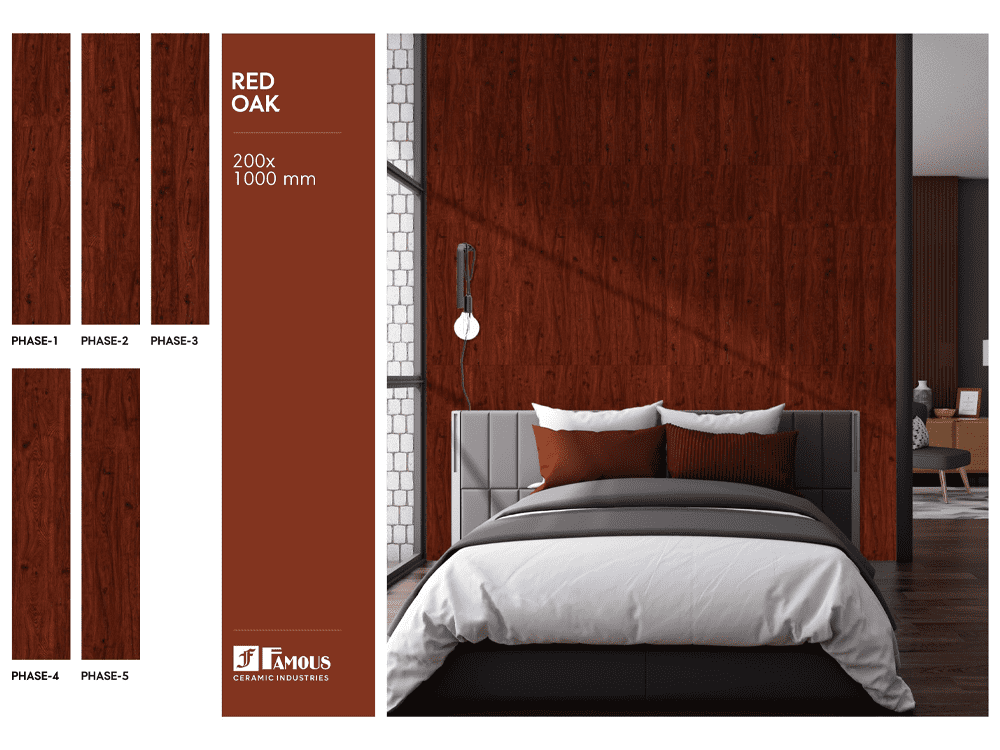 RED
OAK
200x
1000 mm
PHASE-1
PHASE-2
PHASE-3
PHASE-4
PHASE-5
FAMOUS
CERAMIC INDUSTRIES